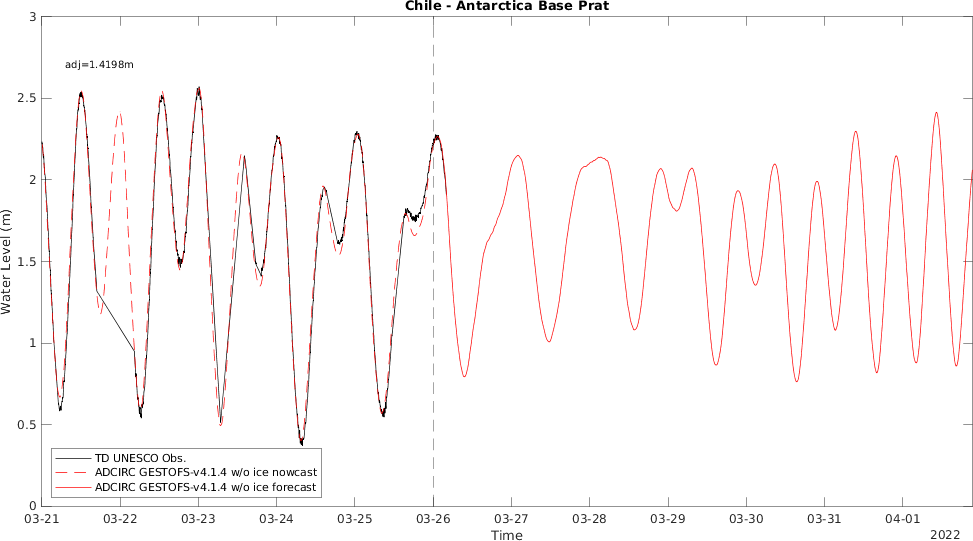 Chile - Antarctica Base Prat
3
adj=1.4198m
2.5
2
Water Level (m)
1.5
1
0.5
TD UNESCO Obs.
ADCIRC GESTOFS-v4.1.4 w/o ice nowcast
ADCIRC GESTOFS-v4.1.4 w/o ice forecast
0
03-21 03-22 03-23 03-24 03-25 03-26 03-27 03-28 03-29 03-30 03-31 04-01
Time 2022